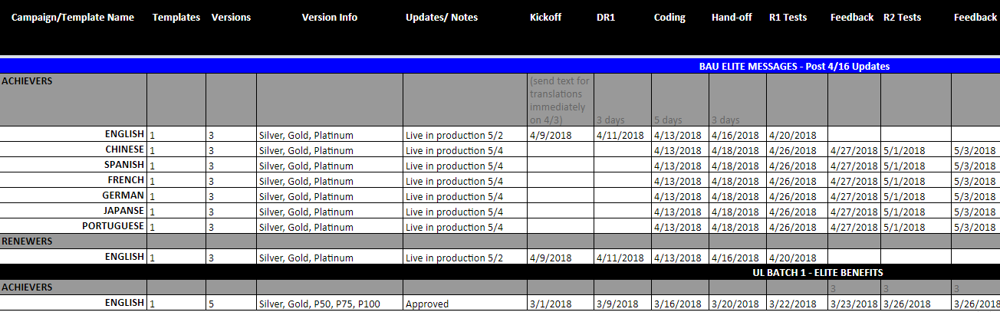 Campaign/Template Name Templates Versions Version Info Updates/ Notes Kickoff DR1 Coding Hand-off R1 Tests Feedback R2 Tests Feedback
BAU ELITE MESSAGES - Post 4/16 Updates
ACHIEVERS (send text for
translations
immediately
on 4/3) 3 days 5 days 3 days
ENGLISH 1 3 Silver, Gold, Platinum Live in production 5/2 4/9/2018 4/11/2018 4/13/2018 4/16/2018 4/20/2018
CHINESE 1 3 Silver, Gold, Platinum Live in production 5/4 4/13/2018 4/18/2018 4/26/2018 4/27/2018 5/1/2018 5/3/2018
SPANISH 1 3 Silver, Gold, Platinum Live in production 5/4 4/13/2018 4/18/2018 4/26/2018 4/27/2018 5/1/2018 5/3/2018
FRENCH 1 3 Silver, Gold, Platinum Live in production 5/4 4/13/2018 4/18/2018 4/26/2018 4/27/2018 5/1/2018 5/3/2018
GERMAN 1 3 Silver, Gold, Platinum Live in production 5/4 4/13/2018 4/18/2018 4/26/2018 4/27/2018 5/1/2018 5/3/2018
JAPANSE 1 3 Silver, Gold, Platinum Live in production 5/4 4/13/2018 4/18/2018 4/26/2018 4/27/2018 5/1/2018 5/3/2018
PORTUGUESE 1 3 Silver, Gold, Platinum Live in production 5/4 4/13/2018 4/18/2018 4/26/2018 4/27/2018 5/1/2018 5/3/2018
RENEWERS
ENGLISH 1 3 Silver, Gold, Platinum Live in production 5/2 4/9/2018 4/11/2018 4/13/2018 4/16/2018 4/20/2018
UL BATCH 1 - ELITE BENEFITS
ACHIEVERS 3 3 3
ENGLISH 1 5 Silver, Gold, P50, P75, P100 Approved 3/1/2018 3/9/2018 3/16/2018 3/20/2018 3/22/2018 3/23/2018 3/26/2018 3/26/2018